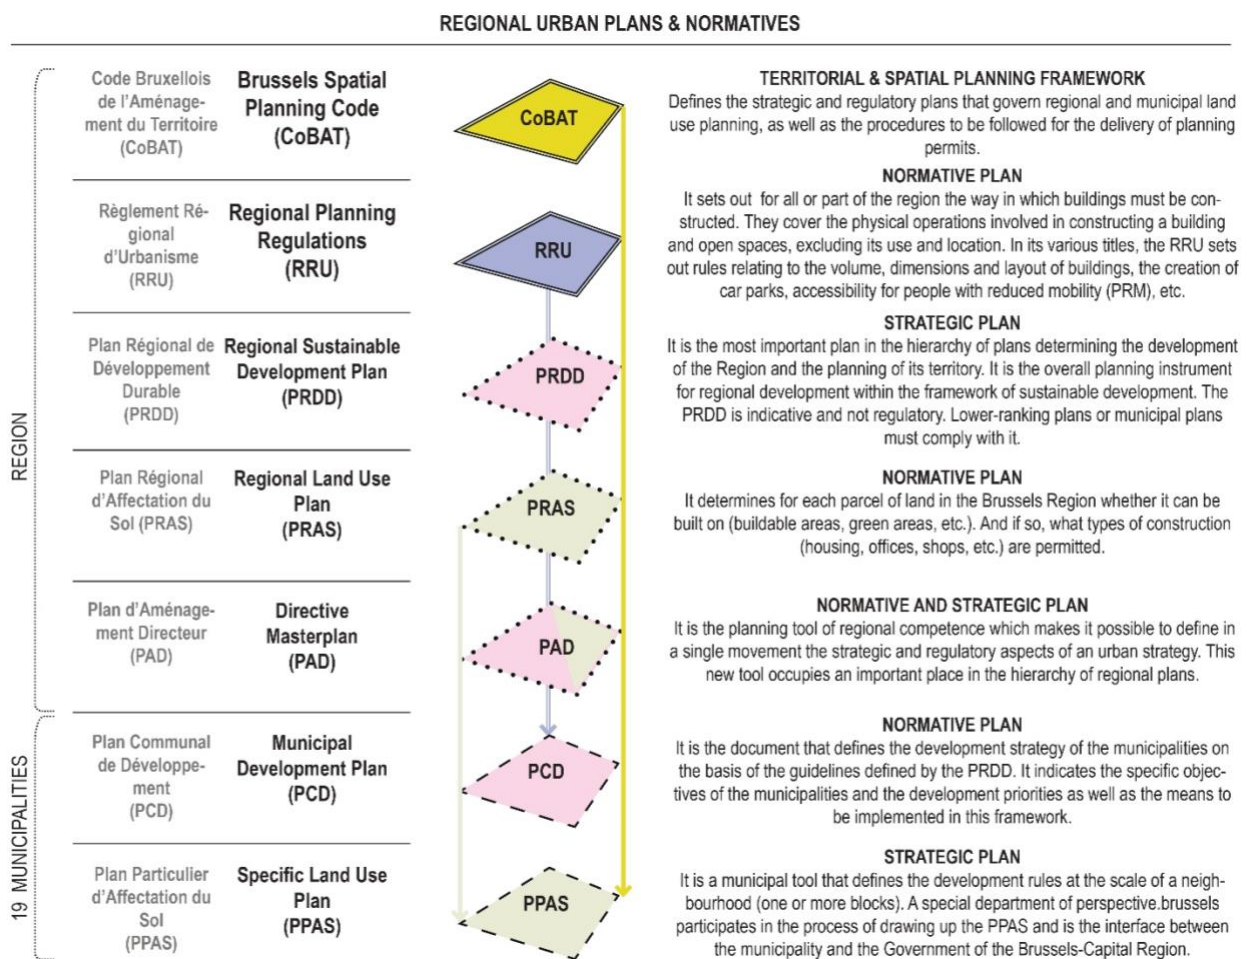 REGIONAL URBAN PLANS & NORMATIVES
REGION
Code Bruxellois
de l'Aménage-
ment du Territoire
(CoBAT)
Brussels Spatial
Planning Code
(CoBAT)
CoBAT
TERRITORIAL & SPATIAL PLANNING FRAMEWORK
Defines the strategic and regulatory plans that govern regional and municipal land
use planning, as well as the procedures to be followed for the delivery of planning
permits.
Règlement Ré-
gional
d'Urbanisme
(RRU)
Regional Planning
Regulations
(RRU)
RRU
NORMATIVE PLAN
It sets out for all or part of the region the way in which buildings must be con-
structed. They cover the physical operations involved in constructing a building
and open spaces, excluding its use and location. In its various titles, the RRU sets
out rules relating to the volume, dimensions and layout of buildings, the creation of
car parks, accessibility for people with reduced mobility (PRM), etc.
Plan Régional de
Développement
Durable
(PRDD)
Regional Sustainable
Development Plan
(PRDD)
PRDD
STRATEGIC PLAN
It is the most important plan in the hierarchy of plans determining the development
of the Region and the planning of its territory. It is the overall planning instrument
for regional development within the framework of sustainable development. The
PRDD is indicative and not regulatory. Lower-ranking plans or municipal plans
must comply with it.
Plan Régional
d'Affectation du
Sol (PRAS)
Regional Land Use
Plan
(PRAS)
PRAS
NORMATIVE PLAN
It determines for each parcel of land in the Brussels Region whether it can be
built on (buildable areas, green areas, etc.). And if so, what types of construction
(housing, offices, shops, etc.) are permitted.
Plan d'Aménage-
ment Directeur
(PAD)
Directive
Masterplan
(PAD)
PAD
NORMATIVE AND STRATEGIC PLAN
It is the planning tool of regional competence which makes it possible to define in
a single movement the strategic and regulatory aspects of an urban strategy. This
new tool occupies an important place in the hierarchy of regional plans.
19 MUNICIPALITIES
Plan Communal
de Développe-
ment
(PCD)
Municipal
Development Plan
(PCD)
PCD
NORMATIVE PLAN
It is the document that defines the development strategy of the municipalities on
the basis of the guidelines defined by the PRDD. It indicates the specific objec-
tives of the municipalities and the development priorities as well as the means to
be implemented in this framework.
Plan Particulier
d'Affectation du
Sol
(PPAS)
Specific Land Use
Plan
(PPAS)
PPAS
STRATEGIC PLAN
It is a municipal tool that defines the development rules at the scale of a neigh-
bourhood (one or more blocks). A special department of perspective.brussels
participates in the process of drawing up the PPAS and is the interface between
the municipality and the Government of the Brussels-Capital Region.